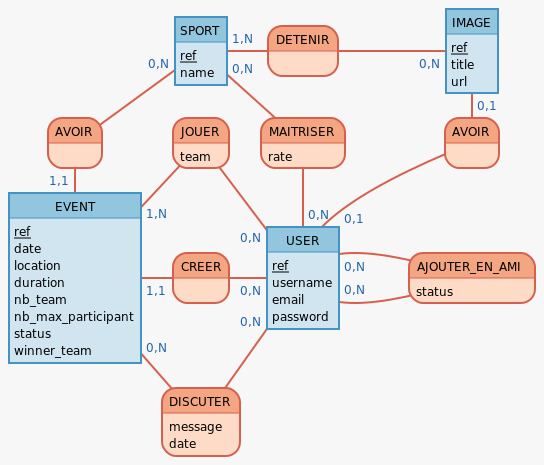 SPORT
ref
name
1,N
0,N
0,N
DETENIR
0,N
IMAGE
ref
title
url
0,1
AVOIR
1,1
JOUER
team
MAITRISER
rate
AVOIR
EVENT
ref
date
location
duration
nb_team
nb_max_participant
status
winner_team
1,N
1,1
0,N
CREER
0,N
0,N
0,N
0,N
0,1
USER
ref
username
email
password
0,N
0,N
AJOUTER_EN_AMI
status
DISCUTER
message
date